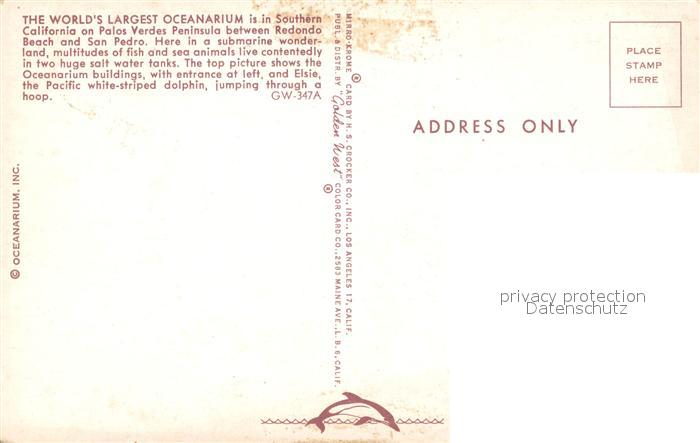 THE WORLD'S LARGEST OCEANARIUM is in Southern
California on Palos Verdes Peninsula between Redondo
Beach and San Pedro. Here in a submarine wonder-
land, multitudes of fish and sea animals live contentedly
in two huge salt water tanks. The top picture shows the
Oceanarium buildings, with entrance at left, and Elsie,
the Pacific white-striped dolphin, jumping through a
hoop. GW-347A
© OCEANARIUM, INC.
MIRRO-KROME ® CARD BY H. S. CROCKER CO., INC., LOS ANGELES 17, CALIF.
PUBL. & DISTR. BY "Golden West" ® COLOR CARD CO., 2583 MAINE AVE., L. B. 6, CALIF.
PLACE
STAMP
HERE
ADDRESS ONLY
privacy protection
Datenschutz